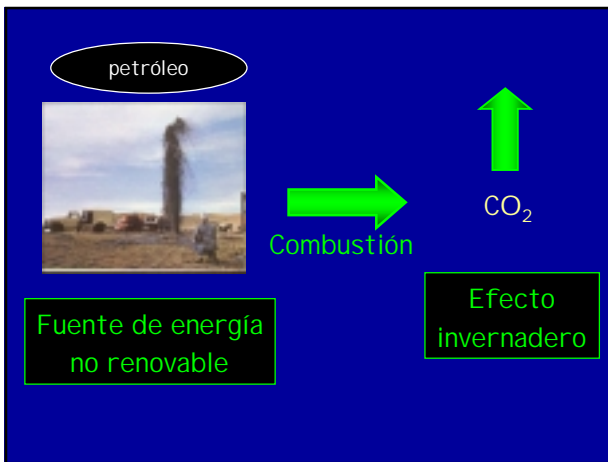 petróleo
Combustión
CO₂
Fuente de energía
no renovable
Efecto
invernadero